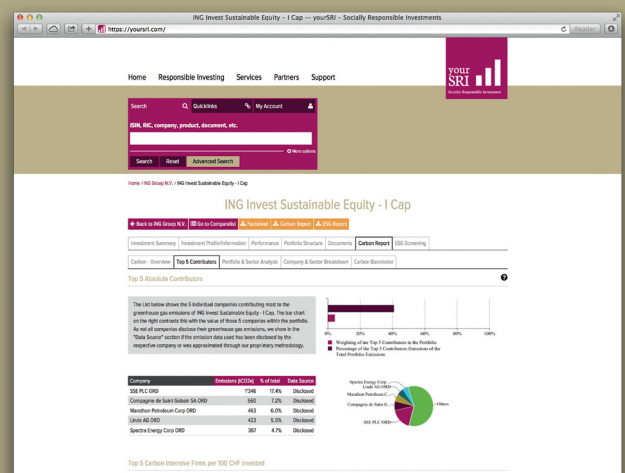 ING Invest Sustainable Equity - I Cap — yourSRI – Socially Responsible Investments
https://yoursri.com/
Reader
Home Responsible Investing Services Partners Support
your
SRI
Socially Responsible Investments
Search Quicklinks My Account
ISIN, RIC, company, product, document, etc.
More options
Search Reset Advanced Search
Home / ING Groep N.V. / ING Invest Sustainable Equity - I Cap
ING Invest Sustainable Equity - I Cap
Back to ING Groep N.V. Go to Comparelist Factsheet Carbon Report ESG Report
Investment Summary Investment Profile/Information Performance Portfolio Structure Documents Carbon Report ESG Screening
Carbon - Overview Top 5 Contributors Portfolio & Sector Analysis Company & Sector Breakdown Carbon Barometer
Top 5 Absolute Contributors
The List below shows the 5 individual companies contributing most to the
greenhouse gas emissions of ING Invest Sustainable Equity - I Cap. The bar chart
on the right contrasts this with the value of those 5 companies within the portfolio.
As not all companies disclose their greenhouse gas emissions, we show in the
"Data Source" section if the emission data used has been disclosed by the
respective company or was approximated through our proprietary methodology.
0% 20% 40% 60% 80% 100%
Weighting of the Top 5 Contributors in the Portfolio
Percentage of the Top 5 Contributors Emissions of the
Total Portfolio Emissions
Company Emissions (tCO2e) % of total Data Source
SSE PLC ORD 1'346 17.4% Disclosed
Compagnie de Saint Gobain SA ORD 560 7.2% Disclosed
Marathon Petroleum Corp ORD 463 6.0% Disclosed
Linde AG ORD 423 5.5% Disclosed
Spectra Energy Corp ORD 367 4.7% Disclosed
Spectra Energy Corp
Linde AG ORD
Marathon Petroleum C...
Compagnie de Saint G...
SSE PLC ORD
Others
Top 5 Carbon Intensive Firms per 100 CHF invested